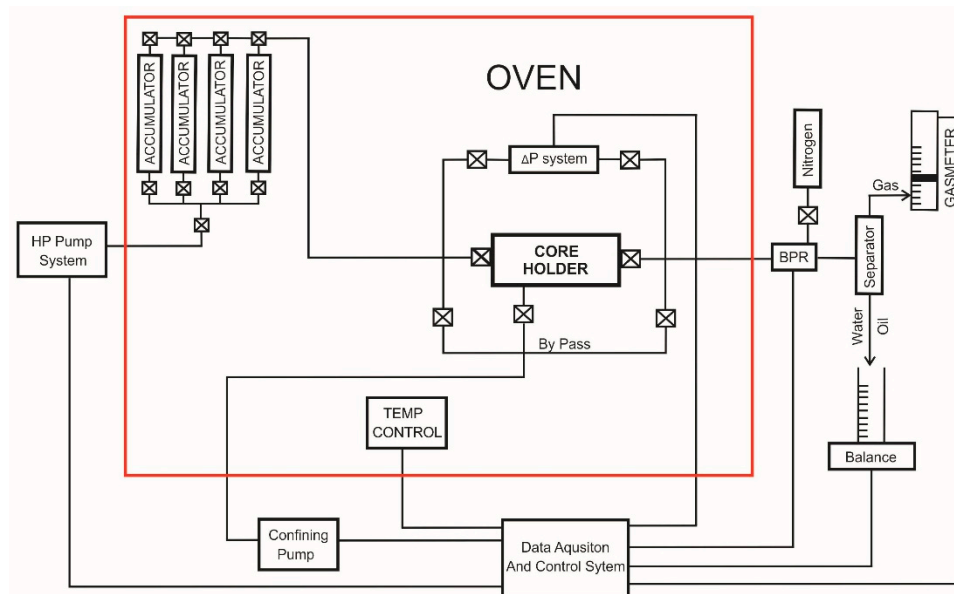 OVEN
ACCUMULATOR
ACCUMULATOR
ACCUMULATOR
ACCUMULATOR
ΔP system
Nitrogen
Gas
GASMETER
HP Pump
System
CORE
HOLDER
BPR
Separator
Water
Oil
By Pass
TEMP
CONTROL
Balance
Confining
Pump
Data Aqusiton
And Control Sytem